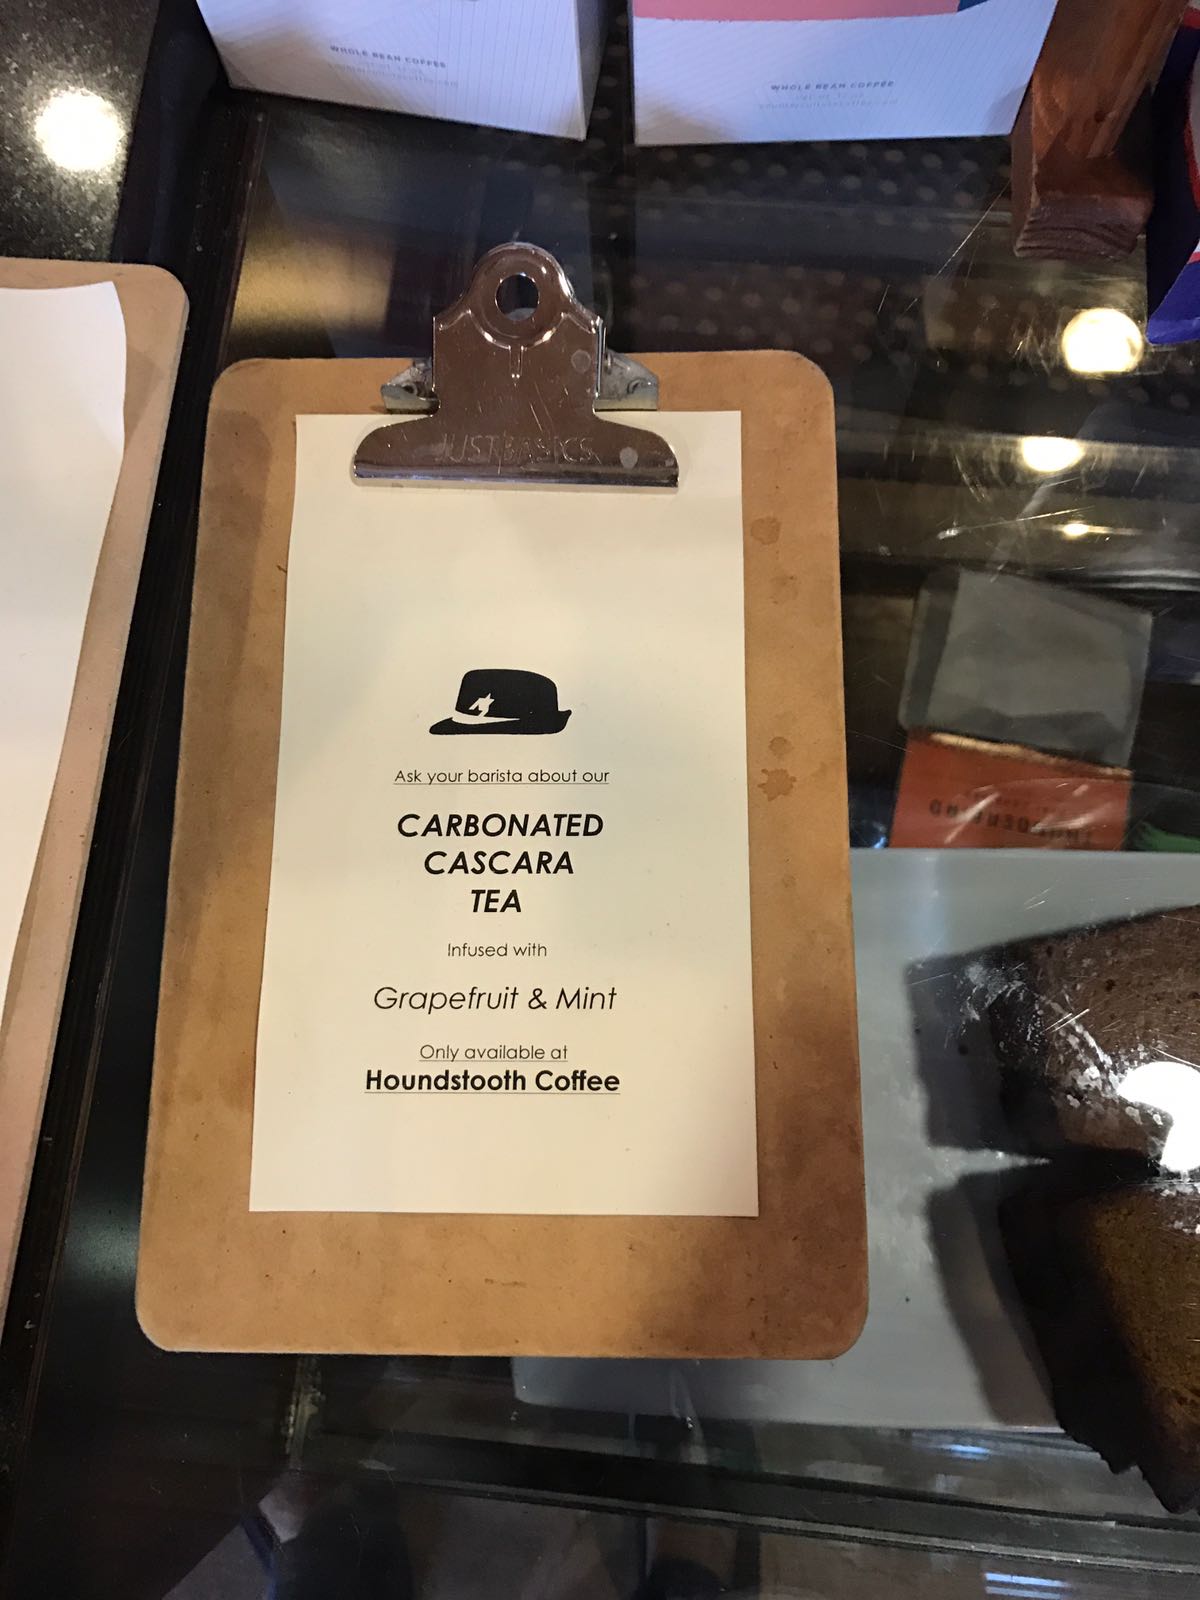 WHOLE BEAN COFFEE
WHOLE BEAN COFFEE
JUST BASICS
Ask your barista about our
CARBONATED
CASCARA
TEA
Infused with
Grapefruit & Mint
Only available at
Houndstooth Coffee